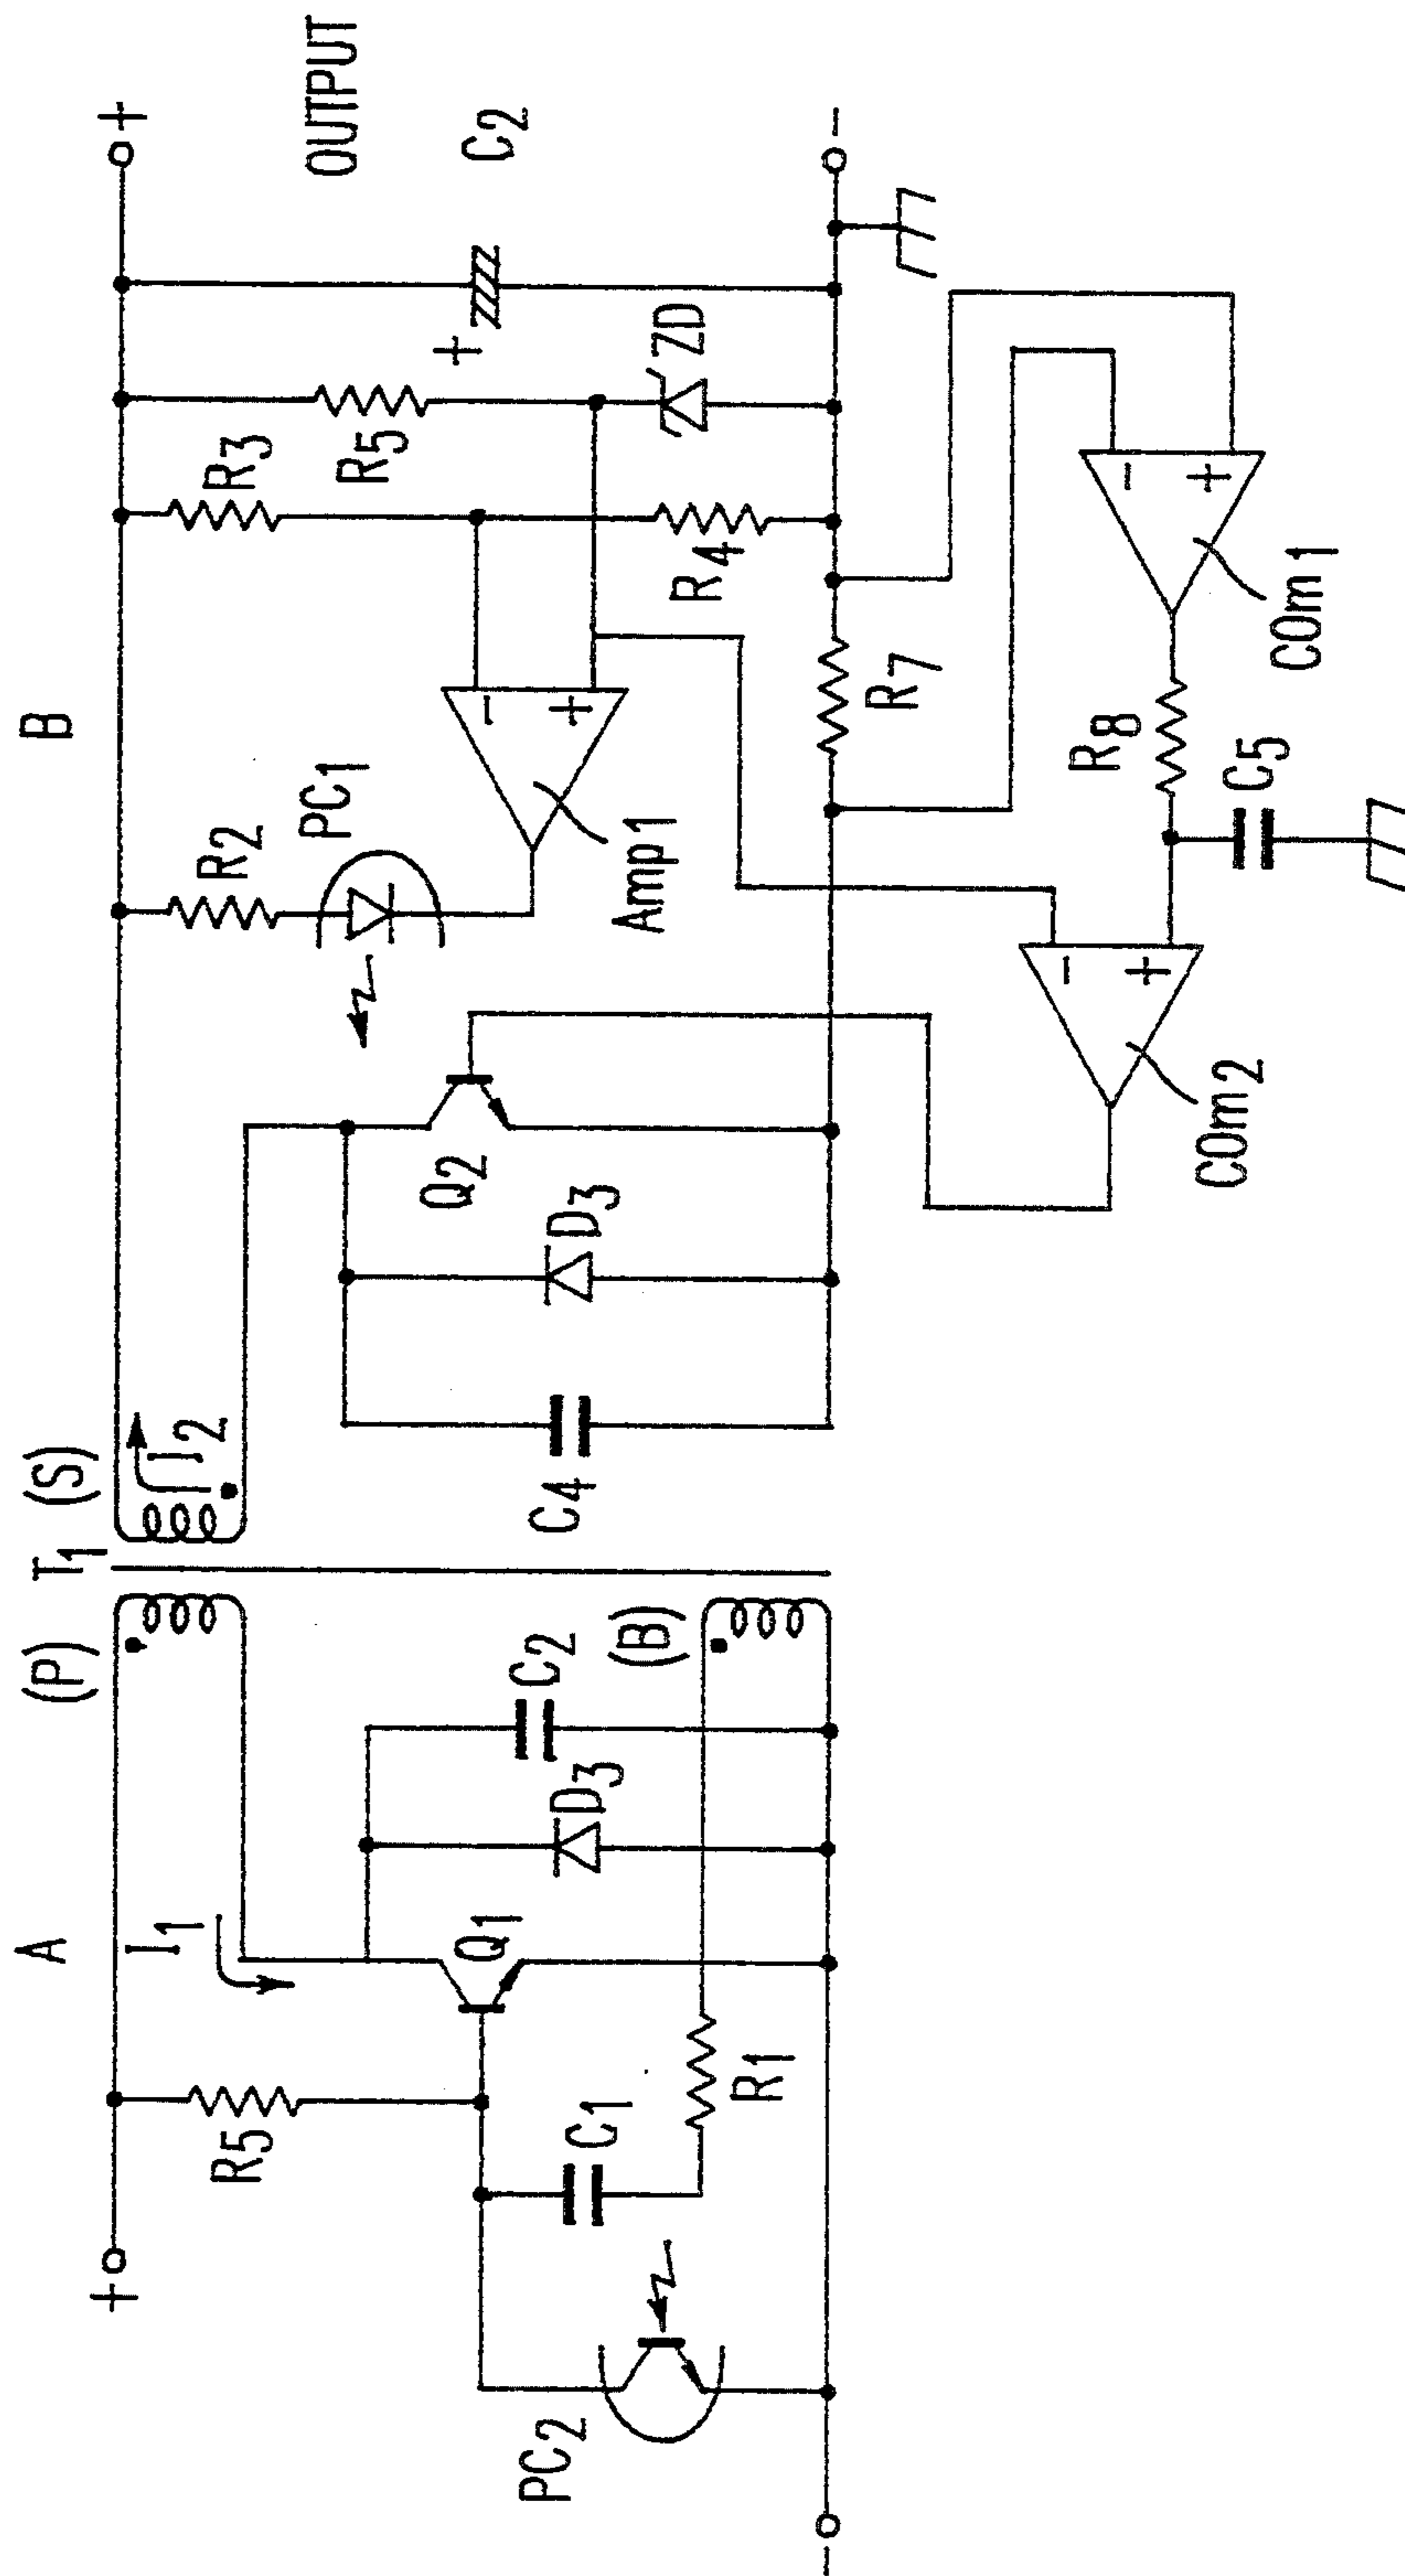 A
B
(P)
T1
(S)
+
I1
I2
R5
C1
R1
PC2
-
Q1
D3
C2
(B)
C4
D3
Q2
R2
PC1
-
+
Amp1
R3
R5
R4
ZD
+
C2
OUTPUT
+
-
R7
-
+
COm1
R8
C5
-
+
COm2